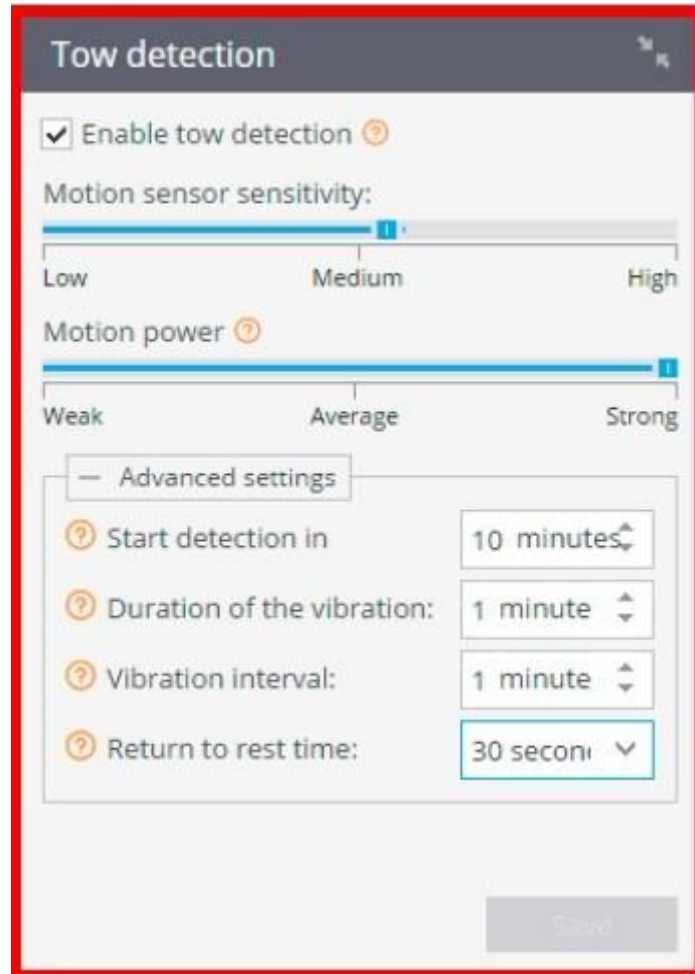 Tow detection
Enable tow detection
Motion sensor sensitivity:
Low Medium High
Motion power
Weak Average Strong
— Advanced settings
Start detection in 10 minutes
Duration of the vibration: 1 minute
Vibration interval: 1 minute
Return to rest time: 30 secon
Save